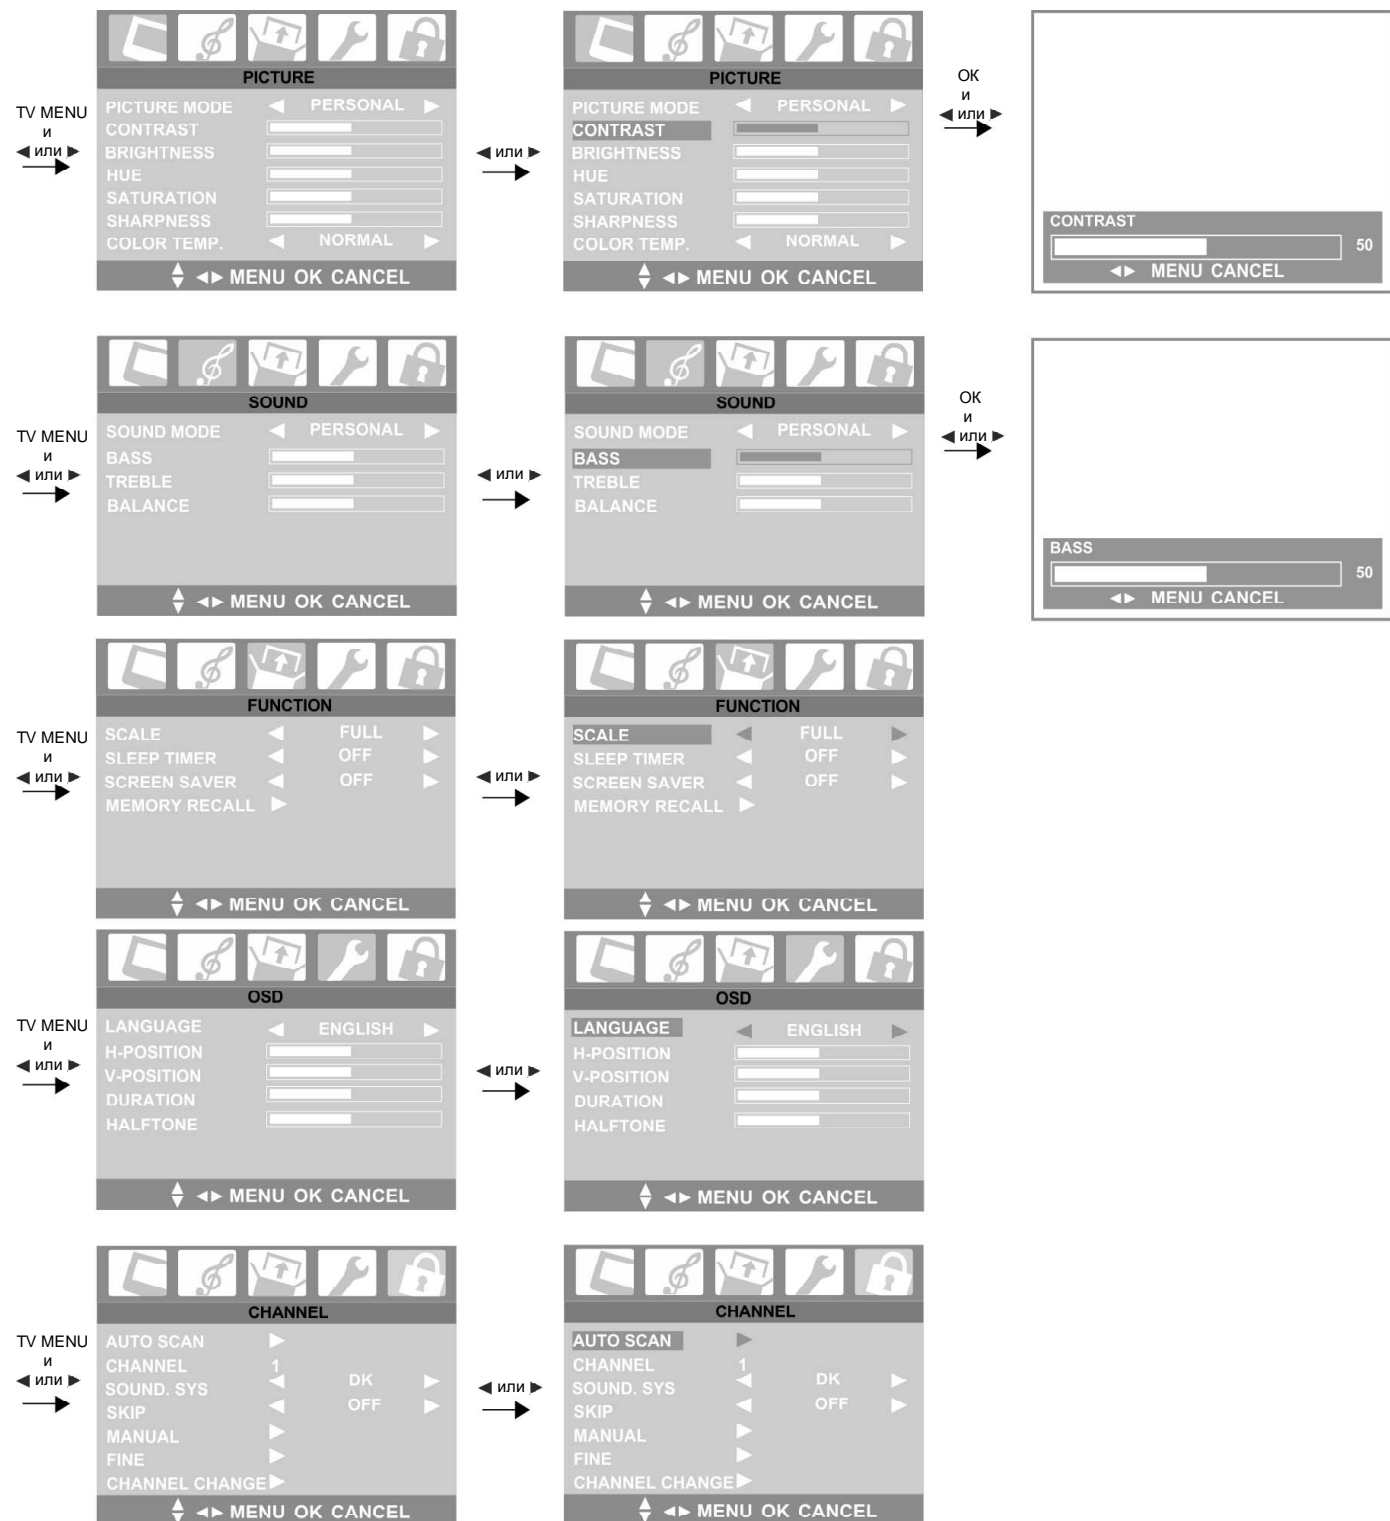 PICTURE
TV MENU
и
◄ или ►
PICTURE MODE ◄ PERSONAL ►
CONTRAST
BRIGHTNESS
HUE
SATURATION
SHARPNESS
COLOR TEMP. ◄ NORMAL ►
MENU OK CANCEL
◄ или ►
PICTURE
PICTURE MODE ◄ PERSONAL ►
CONTRAST
BRIGHTNESS
HUE
SATURATION
SHARPNESS
COLOR TEMP. ◄ NORMAL ►
MENU OK CANCEL
ОК
и
◄ или ►
CONTRAST
50
MENU CANCEL
TV MENU
и
◄ или ►
SOUND
SOUND MODE ◄ PERSONAL ►
BASS
TREBLE
BALANCE
MENU OK CANCEL
◄ или ►
SOUND
SOUND MODE ◄ PERSONAL ►
BASS
TREBLE
BALANCE
MENU OK CANCEL
ОК
и
◄ или ►
BASS
50
MENU CANCEL
TV MENU
и
◄ или ►
FUNCTION
SCALE ◄ FULL ►
SLEEP TIMER ◄ OFF ►
SCREEN SAVER ◄ OFF ►
MEMORY RECALL ►
MENU OK CANCEL
◄ или ►
FUNCTION
SCALE ◄ FULL ►
SLEEP TIMER ◄ OFF ►
SCREEN SAVER ◄ OFF ►
MEMORY RECALL ►
MENU OK CANCEL
TV MENU
и
◄ или ►
OSD
LANGUAGE ◄ ENGLISH ►
H-POSITION
V-POSITION
DURATION
HALFTONE
MENU OK CANCEL
◄ или ►
OSD
LANGUAGE ◄ ENGLISH ►
H-POSITION
V-POSITION
DURATION
HALFTONE
MENU OK CANCEL
TV MENU
и
◄ или ►
CHANNEL
AUTO SCAN ►
CHANNEL 1
SOUND. SYS ◄ DK ►
SKIP ◄ OFF ►
MANUAL ►
FINE ►
CHANNEL CHANGE ►
MENU OK CANCEL
◄ или ►
CHANNEL
AUTO SCAN ►
CHANNEL 1
SOUND. SYS ◄ DK ►
SKIP ◄ OFF ►
MANUAL ►
FINE ►
CHANNEL CHANGE ►
MENU OK CANCEL